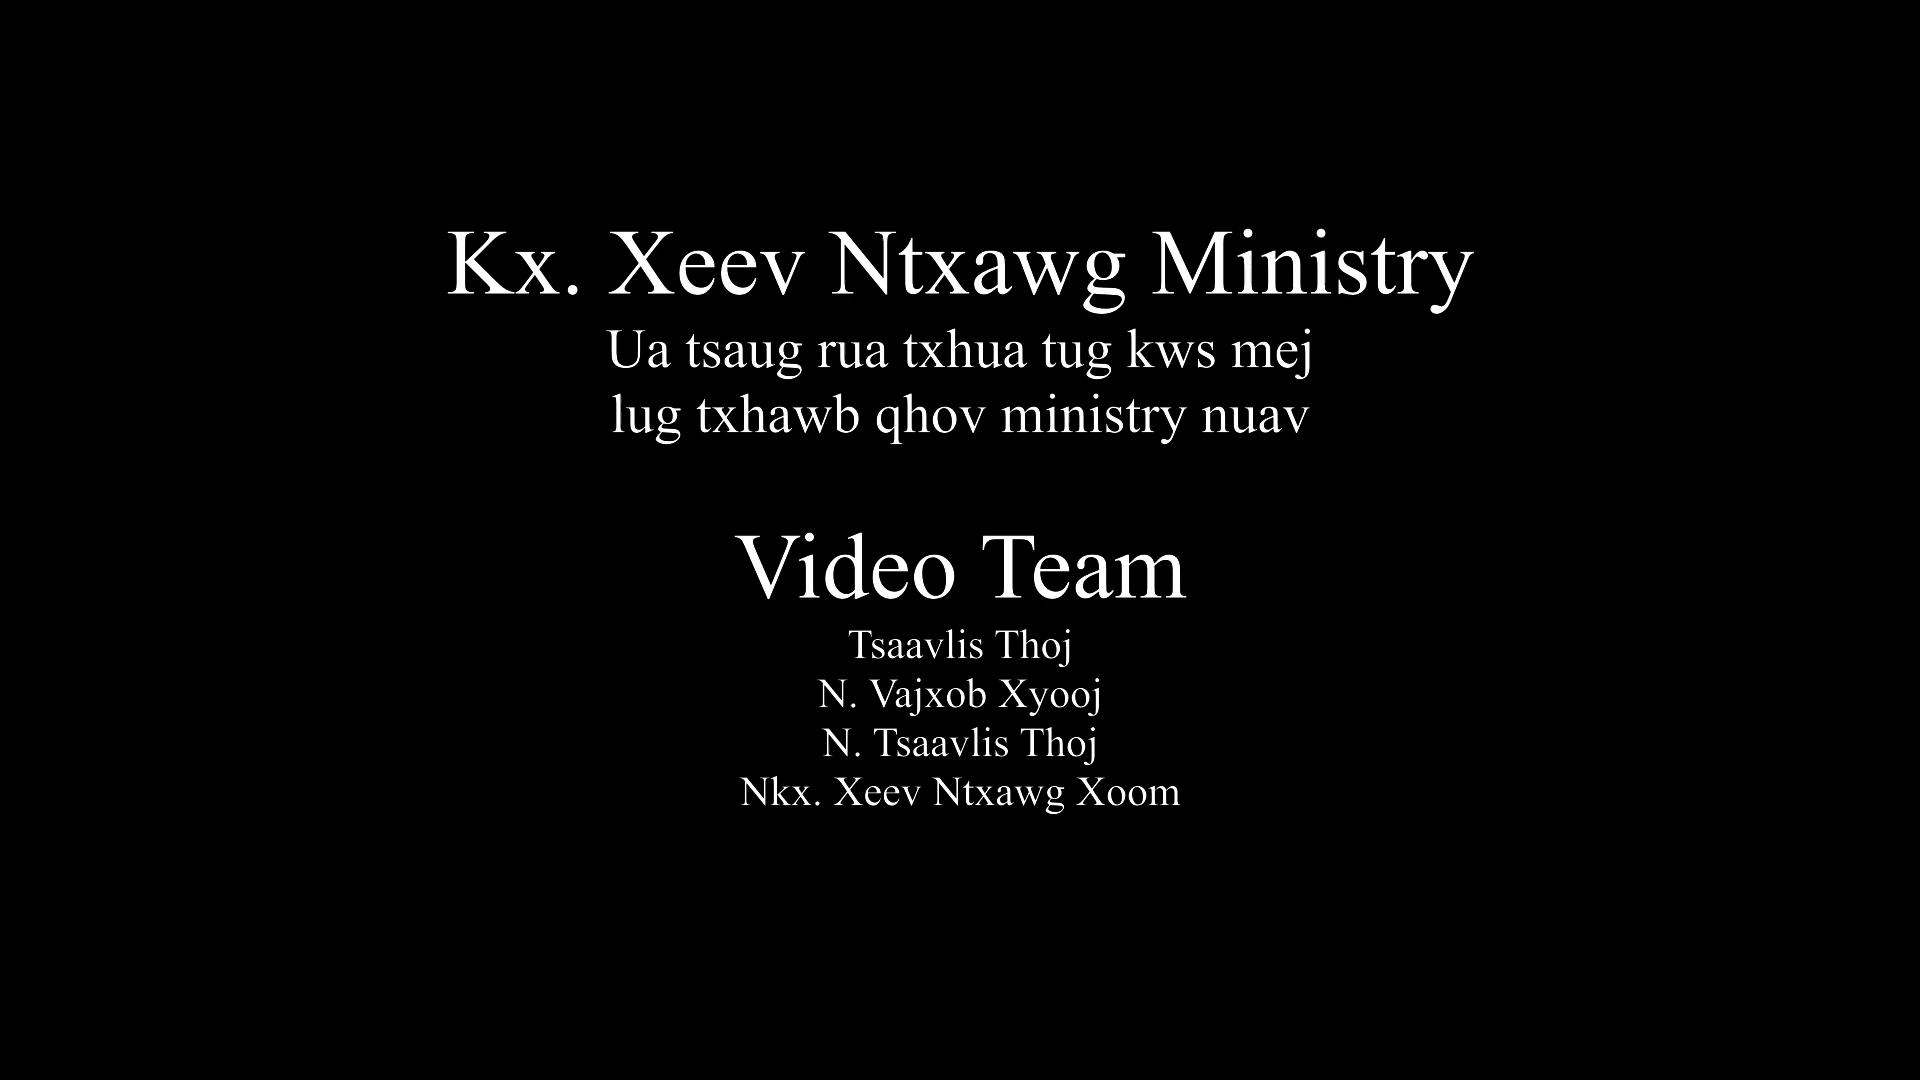 Kx. Xeev Ntxawg Ministry
Ua tsaug rua txhua tug kws mej
lug txhawb qhov ministry nuav
Video Team
Tsaavlis Thoj
N. Vajxob Xyooj
N. Tsaavlis Thoj
Nkx. Xeev Ntxawg Xoom